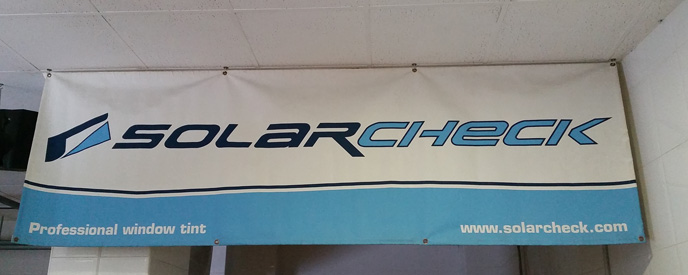 SOLARCHECK
Professional window tint
www.solarcheck.com